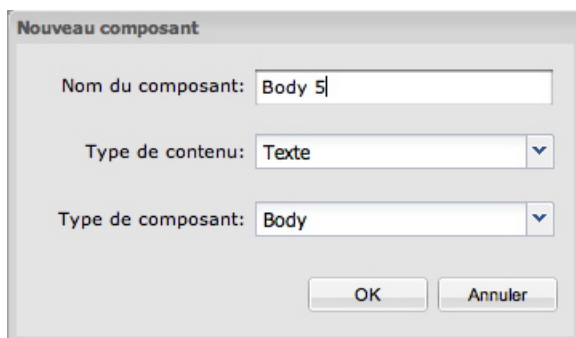 Nouveau composant
Nom du composant: Body 5
Type de contenu: Texte
Type de composant: Body
OK Annuler